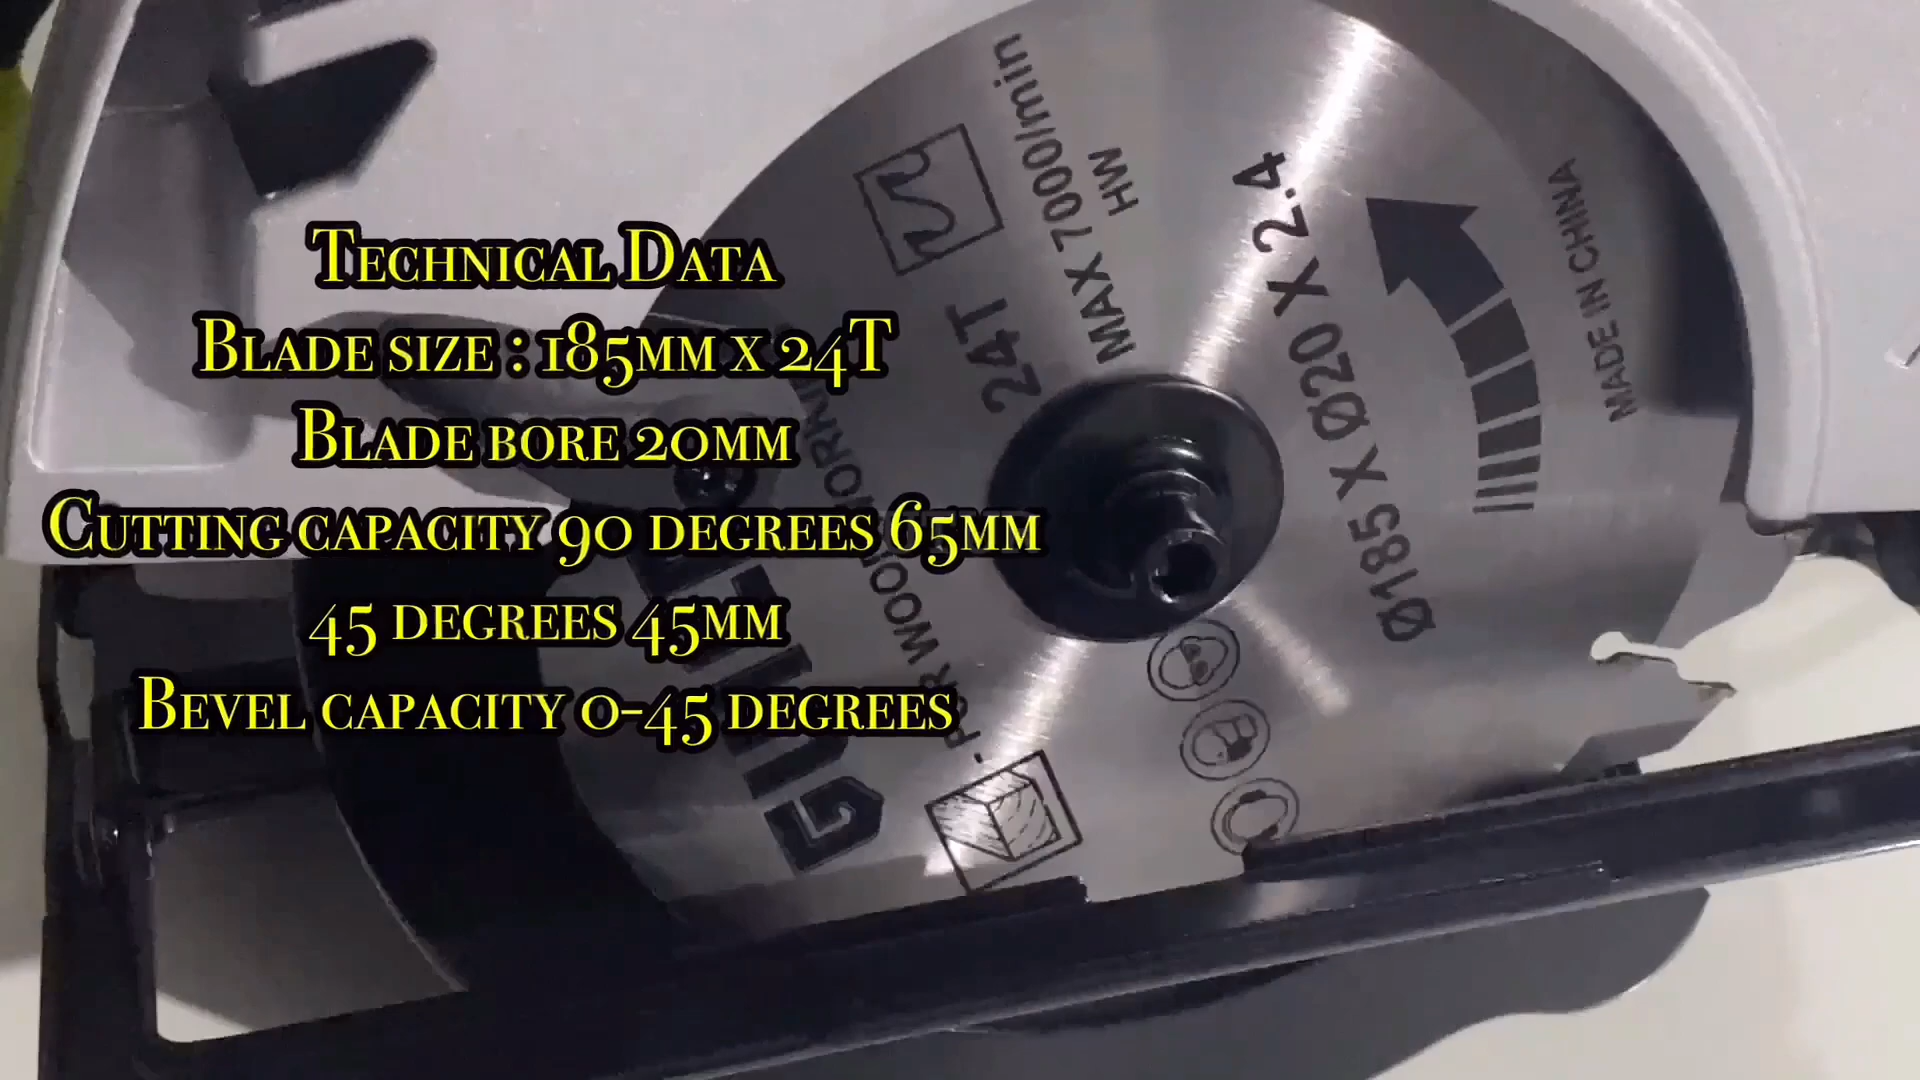 Technical Data
Blade size : 185mm x 24T
Blade bore 20mm
Cutting capacity 90 degrees 65mm
45 degrees 45mm
Bevel capacity 0-45 degrees
24T
MAX 7000/min
HW
Ø185 X Ø20 X 2.4
MADE IN CHINA